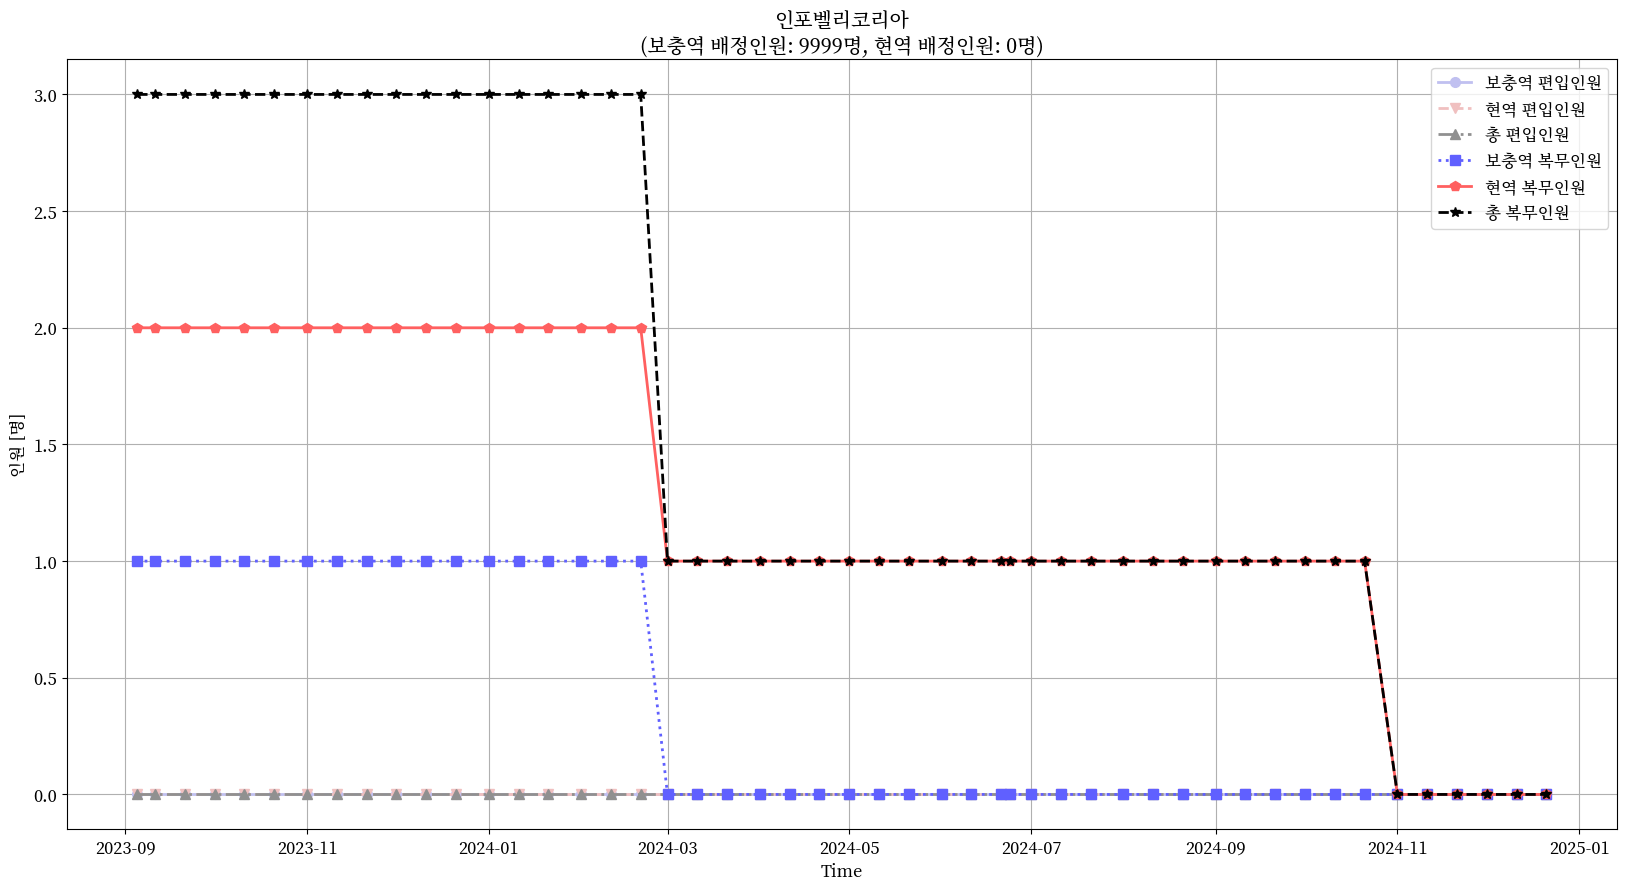 인포벨리코리아
(보충역 배정인원: 9999명, 현역 배정인원: 0명)
보충역 편입인원
현역 편입인원
총 편입인원
보충역 복무인원
현역 복무인원
총 복무인원
인원 [명]
3.0
2.5
2.0
1.5
1.0
0.5
0.0
2023-09
2023-11
2024-01
2024-03
2024-05
2024-07
2024-09
2024-11
2025-01
Time